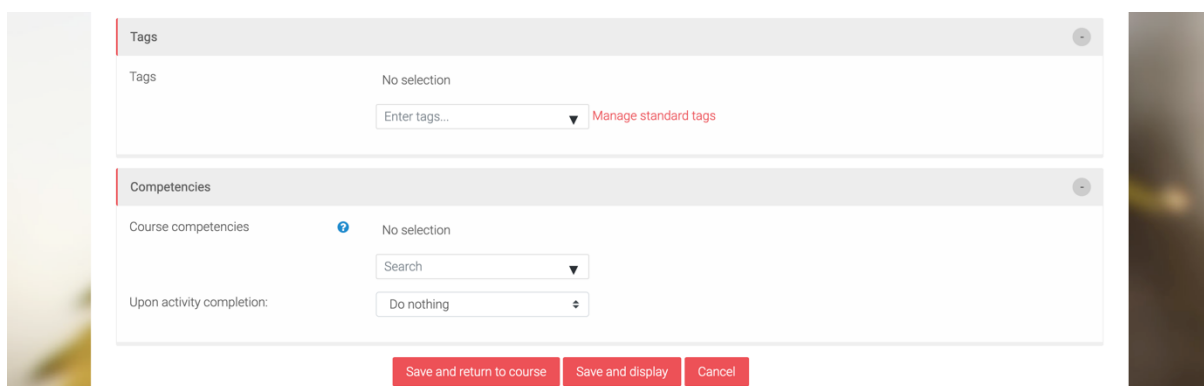 Tags
-
Tags
No selection
Enter tags... ▼ Manage standard tags
Competencies
-
Course competencies ?
No selection
Search ▼
Upon activity completion: Do nothing
Save and return to course Save and display Cancel